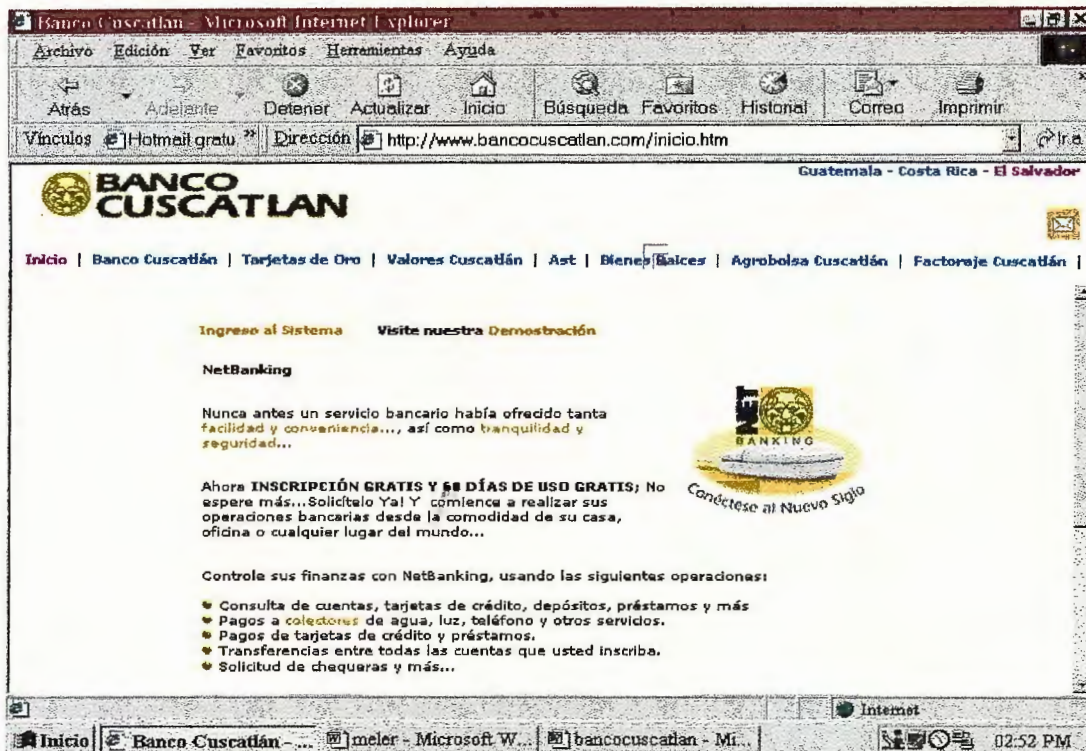 Banco Cuscatlan - Microsoft Internet Explorer
Archivo Edición Ver Favoritos Herramientas Ayuda
Atrás Adelante Detener Actualizar Inicio Búsqueda Favoritos Historial Correo Imprimir
Vínculos Hotmail gratu » Dirección http://www.bancocuscatlan.com/inicio.htm Ir a
Guatemala - Costa Rica - El Salvador
BANCO
CUSCATLAN
Inicio | Banco Cuscatlán | Tarjetas de Oro | Valores Cuscatlán | Ast | Bienes Raíces | Agrobolsa Cuscatlán | Factoraje Cuscatlán |
Ingreso al Sistema Visite nuestra Demostración
NetBanking
Nunca antes un servicio bancario había ofrecido tanta
facilidad y conveniencia..., así como tranquilidad y
seguridad...
NET
BANKING
Conéctese al Nuevo Siglo
Ahora INSCRIPCIÓN GRATIS Y 60 DÍAS DE USO GRATIS; No
espere más...Solicítelo Ya! Y comience a realizar sus
operaciones bancarias desde la comodidad de su casa,
oficina o cualquier lugar del mundo...
Controle sus finanzas con NetBanking, usando las siguientes operaciones:
Consulta de cuentas, tarjetas de crédito, depósitos, préstamos y más
Pagos a colectores de agua, luz, teléfono y otros servicios.
Pagos de tarjetas de crédito y préstamos.
Transferencias entre todas las cuentas que usted inscriba.
Solicitud de chequeras y más...
Internet
Inicio Banco Cuscatlán - ... meler - Microsoft W... bancocuscatlan - Mi... 02:52 PM